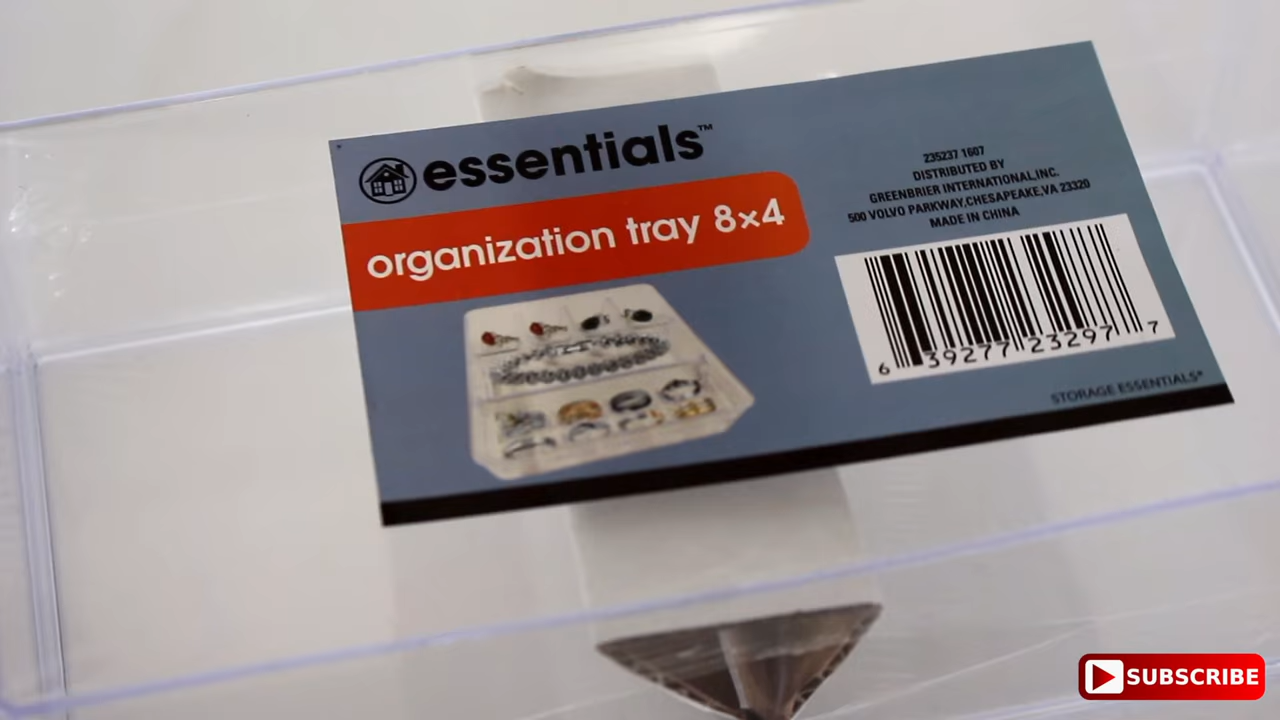 essentials™
organization tray 8×4
235237 1607
DISTRIBUTED BY
GREENBRIER INTERNATIONAL,INC.
500 VOLVO PARKWAY,CHESAPEAKE,VA 23320
MADE IN CHINA
6 39277 23297 7
STORAGE ESSENTIALS®
SUBSCRIBE